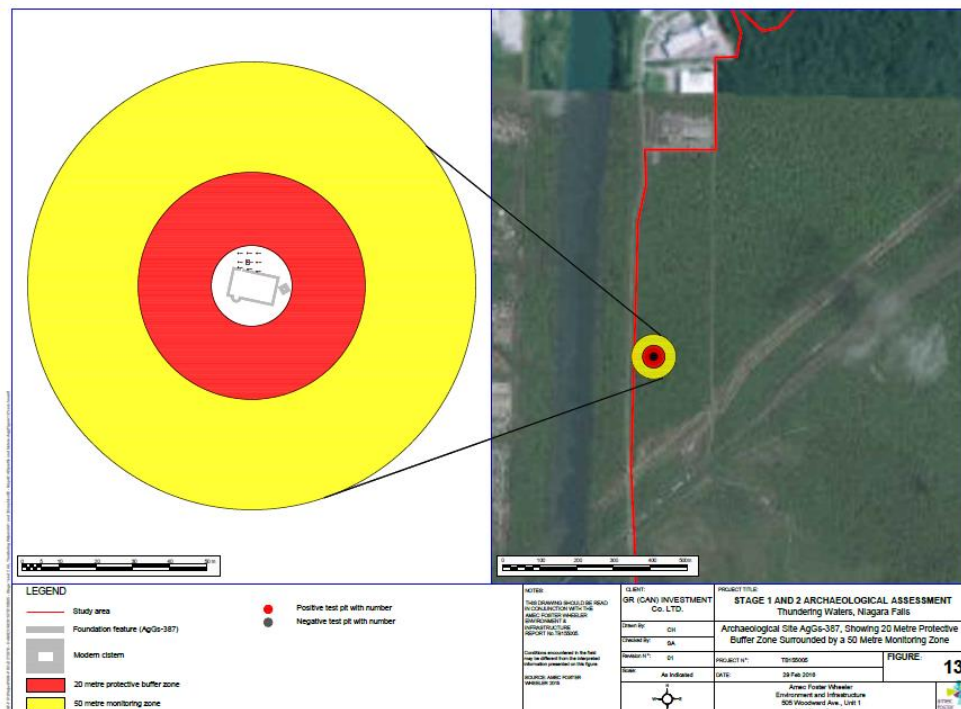 0 5 10 20 30 40 50 m
0 100 200 300 400 500m
LEGEND
Study area
Foundation feature (AgGs-387)
Modern cistern
20 metre protective buffer zone
50 metre monitoring zone
Positive test pit with number
Negative test pit with number
NOTES:
THIS DRAWING SHOULD BE READ
IN CONJUNCTION WITH THE
AMEC FOSTER WHEELER
ENVIRONMENT &
INFRASTRUCTURE
REPORT No.TB155005.
Conditions encountered in the field
may be different from the interpreted
information presented on this figure.
SOURCE: AMEC FOSTER
WHEELER 2015
CLIENT:
GR (CAN) INVESTMENT
Co. LTD.
Drawn By: CH
Checked By: SA
Revision N°: 01
Scale: As Indicated
N
PROJECT TITLE:
STAGE 1 AND 2 ARCHAEOLOGICAL ASSESSMENT
Thundering Waters, Niagara Falls
Archaeological Site AgGs-387, Showing 20 Metre Protective
Buffer Zone Surrounded by a 50 Metre Monitoring Zone
PROJECT N°: TB155005
DATE: 29 Feb 2016
FIGURE:
13
Amec Foster Wheeler
Environment and Infrastructure
505 Woodward Ave., Unit 1
amec
foster